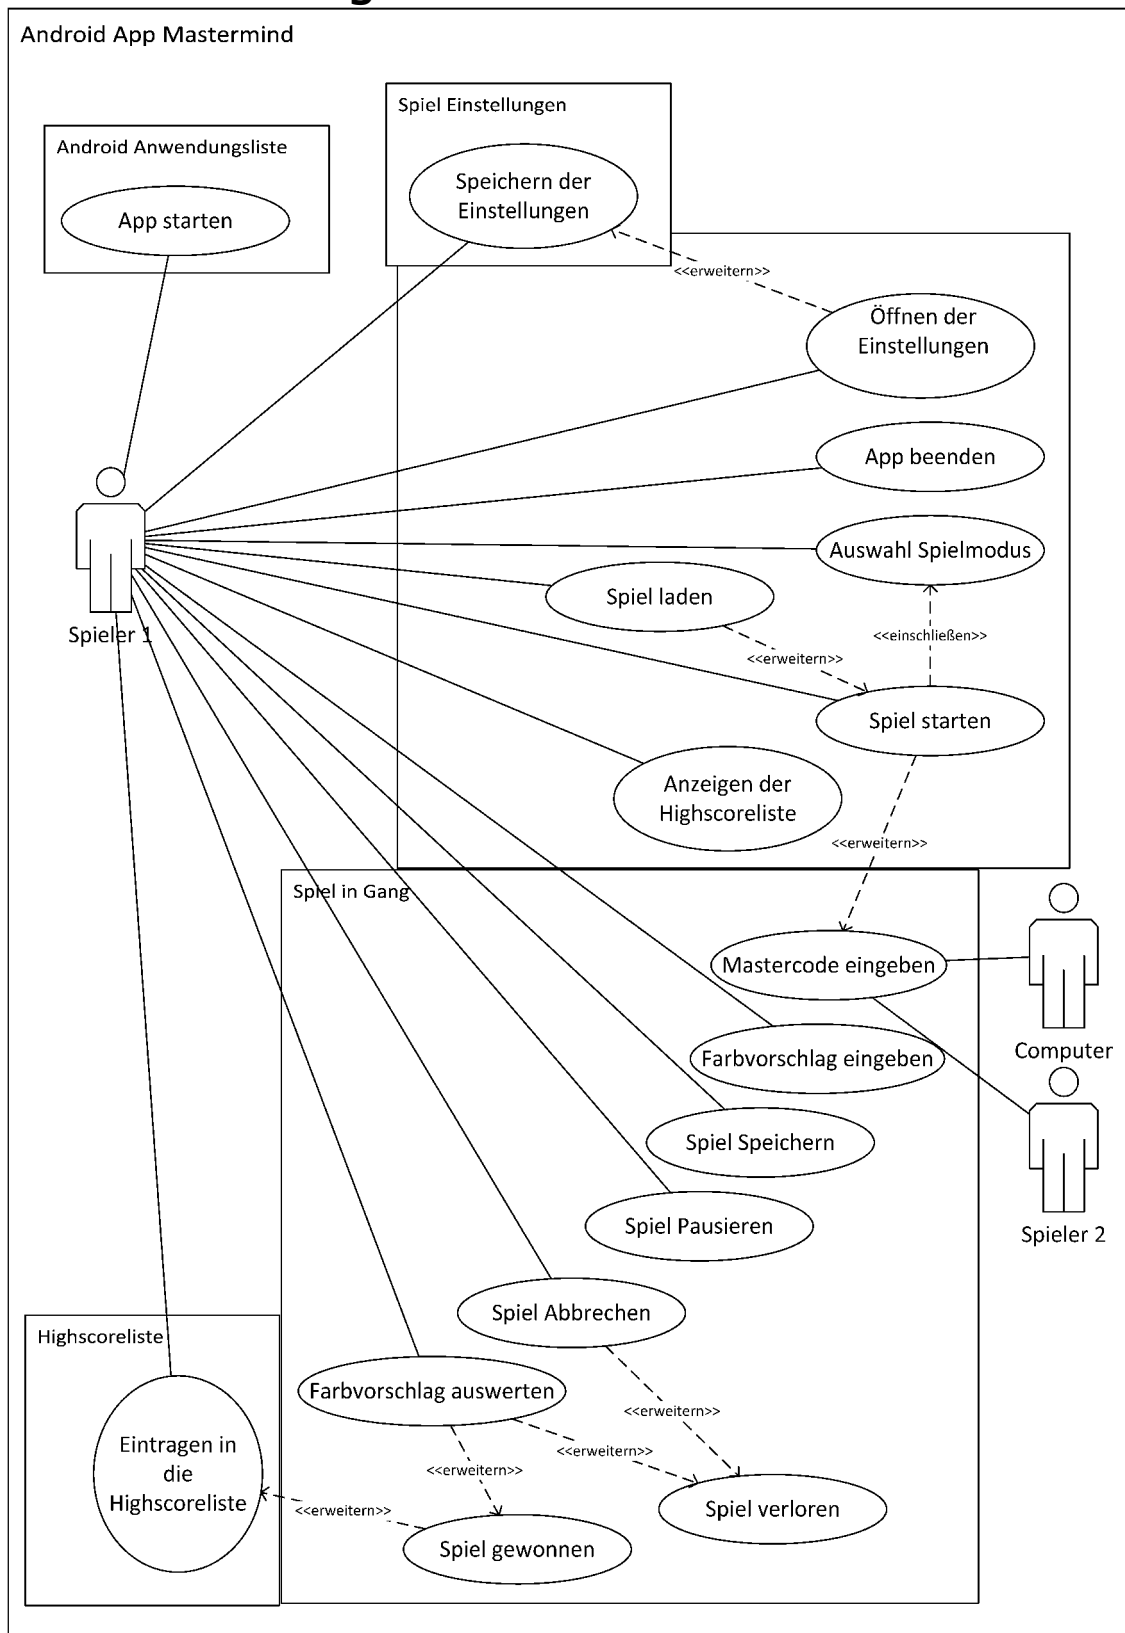 Android App Mastermind
Spiel Einstellungen
Android Anwendungsliste
Speichern der
Einstellungen
App starten
<<erweitern>>
Öffnen der
Einstellungen
App beenden
Auswahl Spielmodus
Spiel laden
<<einschließen>>
Spieler 1
<<erweitern>>
Spiel starten
Anzeigen der
Highscoreliste
<<erweitern>>
Spiel in Gang
Mastercode eingeben
Computer
Farbvorschlag eingeben
Spiel Speichern
Spiel Pausieren
Spieler 2
Spiel Abbrechen
Highscoreliste
Farbvorschlag auswerten
<<erweitern>>
<<erweitern>>
<<erweitern>>
Eintragen in
die
Highscoreliste
<<erweitern>>
Spiel verloren
Spiel gewonnen